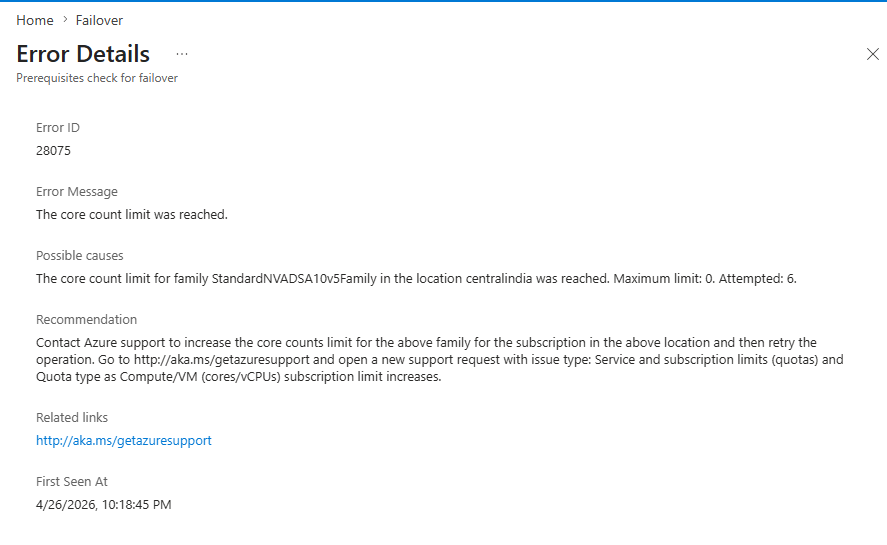 Home > Failover
Error Details ...
Prerequisites check for failover
Error ID
28075
Error Message
The core count limit was reached.
Possible causes
The core count limit for family StandardNVADSA10v5Family in the location centralindia was reached. Maximum limit: 0. Attempted: 6.
Recommendation
Contact Azure support to increase the core counts limit for the above family for the subscription in the above location and then retry the
operation. Go to http://aka.ms/getazuresupport and open a new support request with issue type: Service and subscription limits (quotas) and
Quota type as Compute/VM (cores/vCPUs) subscription limit increases.
Related links
http://aka.ms/getazuresupport
First Seen At
4/26/2026, 10:18:45 PM